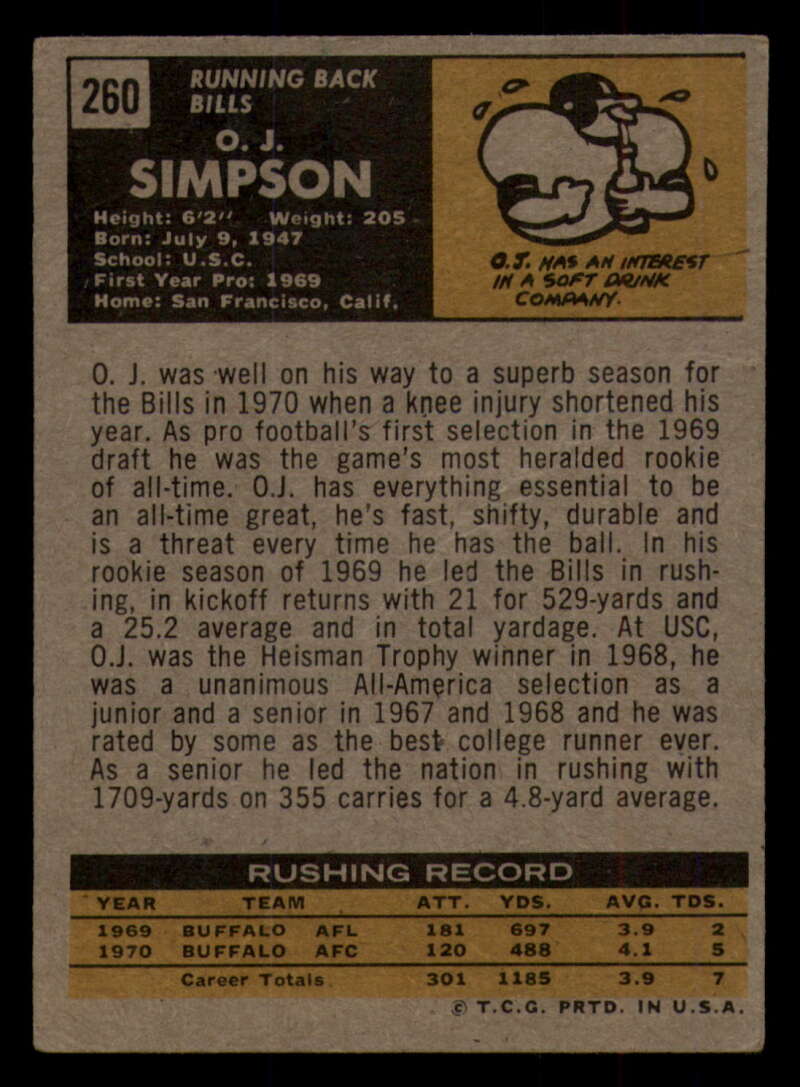 260
RUNNING BACK
BILLS
O. J.
SIMPSON
Height: 6'2" Weight: 205
Born: July 9, 1947
School: U.S.C.
First Year Pro: 1969
Home: San Francisco, Calif.
O.J. HAS AN INTEREST
IN A SOFT DRINK
COMPANY.
O. J. was well on his way to a superb season for
the Bills in 1970 when a knee injury shortened his
year. As pro football's first selection in the 1969
draft he was the game's most heralded rookie
of all-time. O.J. has everything essential to be
an all-time great, he's fast, shifty, durable and
is a threat every time he has the ball. In his
rookie season of 1969 he led the Bills in rush-
ing, in kickoff returns with 21 for 529-yards and
a 25.2 average and in total yardage. At USC,
O.J. was the Heisman Trophy winner in 1968, he
was a unanimous All-America selection as a
junior and a senior in 1967 and 1968 and he was
rated by some as the best college runner ever.
As a senior he led the nation in rushing with
1709-yards on 355 carries for a 4.8-yard average.
RUSHING RECORD
YEAR TEAM ATT. YDS. AVG. TDS.
1969 BUFFALO AFL 181 697 3.9 2
1970 BUFFALO AFC 120 488 4.1 5
Career Totals 301 1185 3.9 7
© T.C.G. PRTD. IN U.S.A.